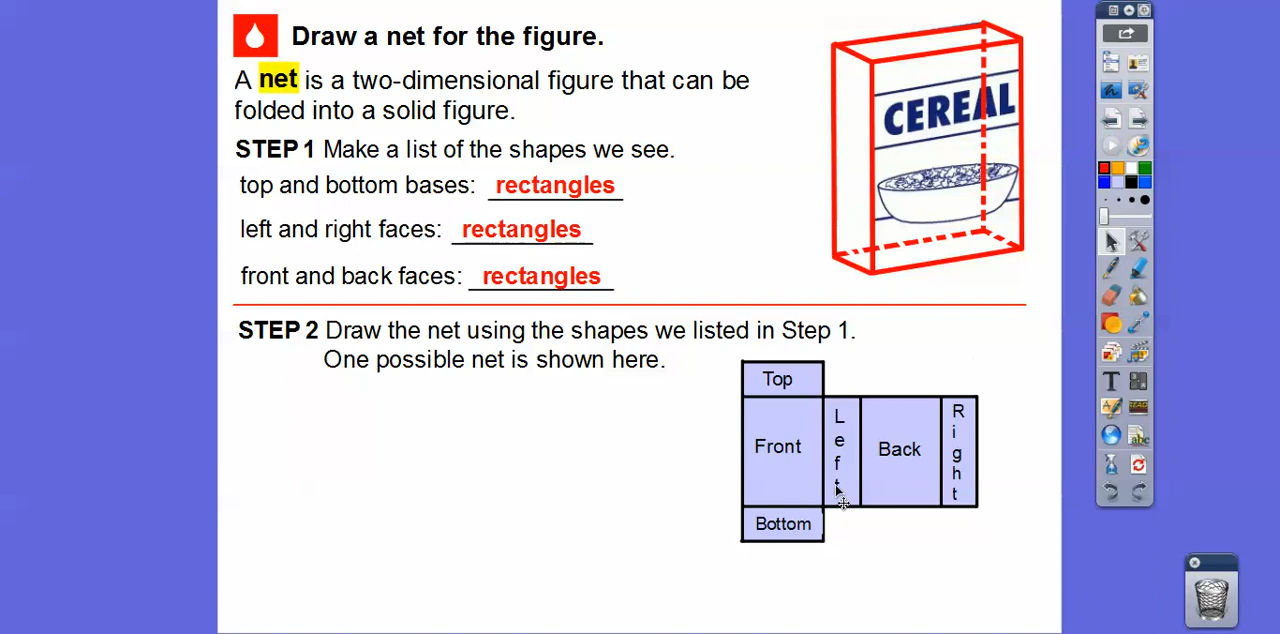 Draw a net for the figure.
A net is a two-dimensional figure that can be
folded into a solid figure.
STEP 1 Make a list of the shapes we see.
top and bottom bases: rectangles
left and right faces: rectangles
front and back faces: rectangles
CEREAL
STEP 2 Draw the net using the shapes we listed in Step 1.
One possible net is shown here.
Top
Front
Left
Back
Right
Bottom